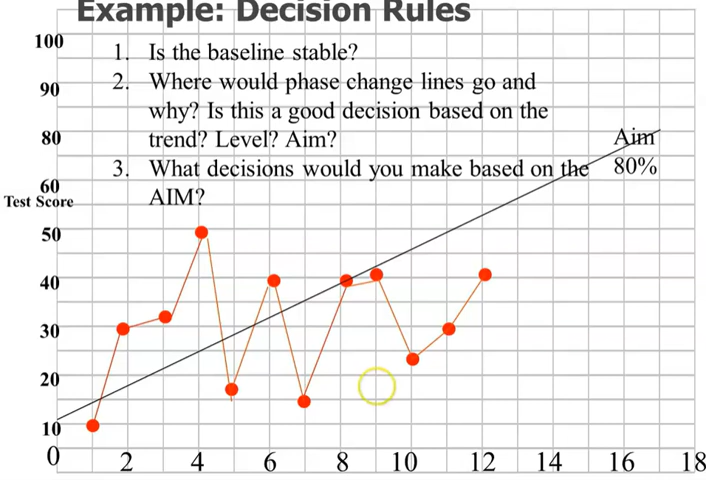 Example: Decision Rules
1. Is the baseline stable?
2. Where would phase change lines go and
why? Is this a good decision based on the
trend? Level? Aim?
3. What decisions would you make based on the
AIM?
Aim
80%
100
90
80
60
Test Score
50
40
30
20
10
0
2 4 6 8 10 12 14 16 18